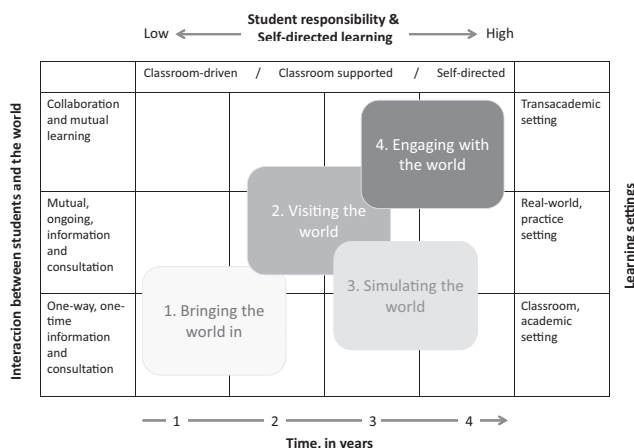 Student responsibility &
Self-directed learning
Low
High
Classroom-driven / Classroom supported / Self-directed
Interaction between students and the world
Collaboration
and mutual
learning
Mutual,
ongoing,
information
and
consultation
One-way, one-
time
information
and
consultation
4. Engaging with
the world
2. Visiting the
world
3. Simulating the
world
1. Bringing the
world in
Transacademic
setting
Real-world,
practice
setting
Classroom,
academic
setting
Learning settings
1 2 3 4
Time, in years